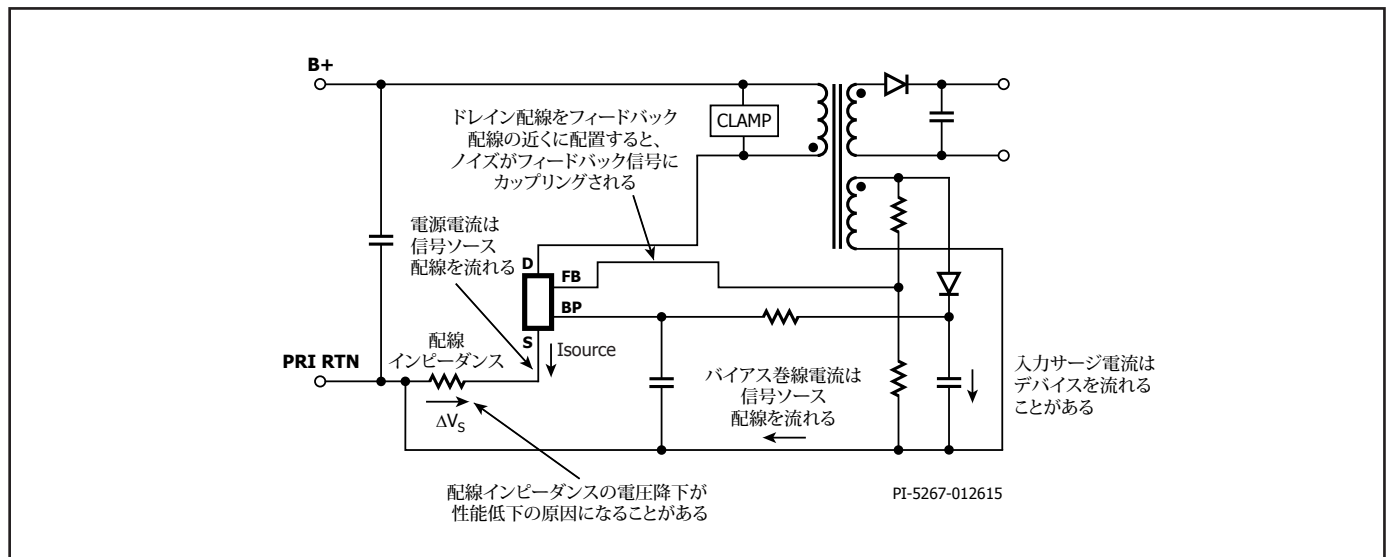 B+
CLAMP
ドレイン配線をフィードバック
配線の近くに配置すると、
ノイズがフィードバック信号に
カップリングされる
電源電流は
信号ソース
配線を流れる
D
FB
BP
S
Isource
配線
インピーダンス
PRI RTN
ΔVS
バイアス巻線電流は
信号ソース
配線を流れる
入力サージ電流は
デバイスを流れる
ことがある
配線インピーダンスの電圧降下が
性能低下の原因になることがある
PI-5267-012615